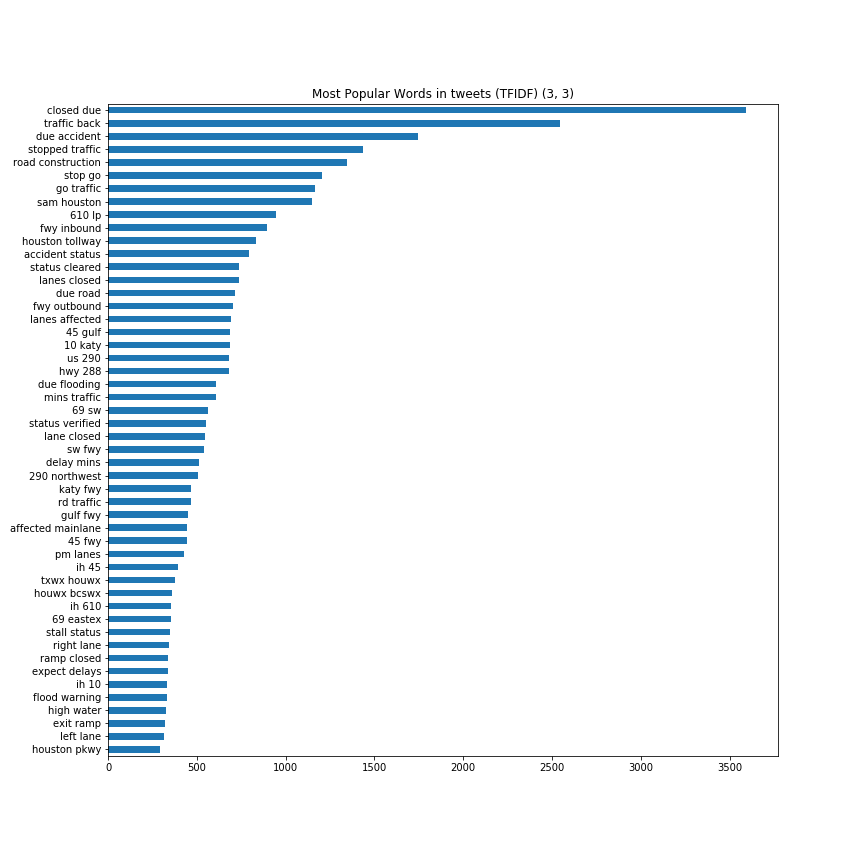 Most Popular Words in tweets (TFIDF) (3, 3)
closed due
traffic back
due accident
stopped traffic
road construction
stop go
go traffic
sam houston
610 lp
fwy inbound
houston tollway
accident status
status cleared
lanes closed
due road
fwy outbound
lanes affected
45 gulf
10 katy
us 290
hwy 288
due flooding
mins traffic
69 sw
status verified
lane closed
sw fwy
delay mins
290 northwest
katy fwy
rd traffic
gulf fwy
affected mainlane
45 fwy
pm lanes
ih 45
txwx houwx
houwx bcswx
ih 610
69 eastex
stall status
right lane
ramp closed
expect delays
ih 10
flood warning
high water
exit ramp
left lane
houston pkwy
0 500 1000 1500 2000 2500 3000 3500